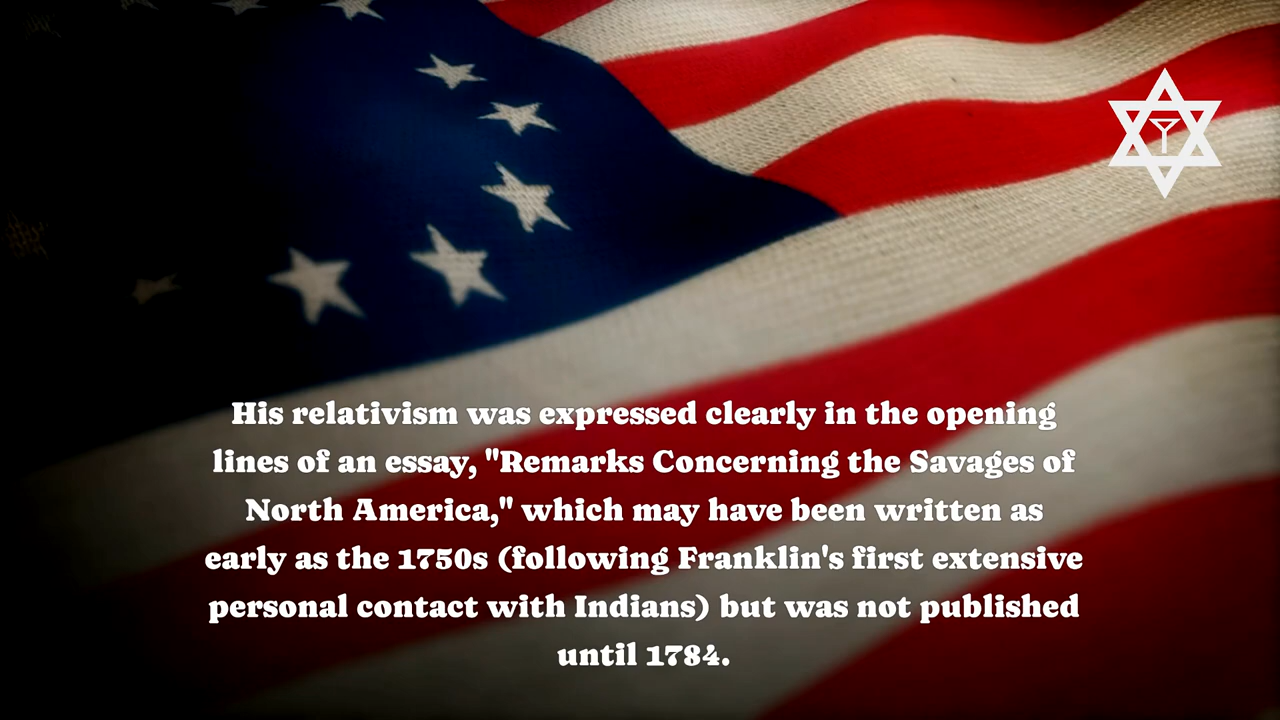 His relativism was expressed clearly in the opening
lines of an essay, "Remarks Concerning the Savages of
North America," which may have been written as
early as the 1750s (following Franklin's first extensive
personal contact with Indians) but was not published
until 1784.